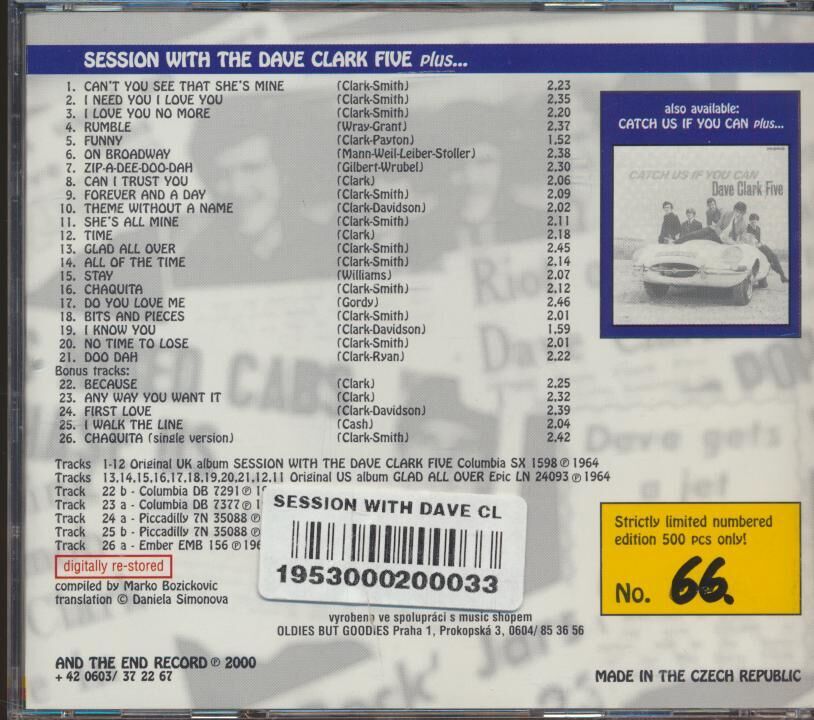 SESSION WITH THE DAVE CLARK FIVE plus...
1. CAN'T YOU SEE THAT SHE'S MINE (Clark-Smith) 2,23
2. I NEED YOU I LOVE YOU (Clark-Smith) 2,35
3. I LOVE YOU NO MORE (Clark-Smith) 2,20
4. RUMBLE (Wray-Grant) 2,37
5. FUNNY (Clark-Payton) 1,52
6. ON BROADWAY (Mann-Weil-Leiber-Stoller) 2,38
7. ZIP-A-DEE-DOO-DAH (Gilbert-Wrubel) 2,30
8. CAN I TRUST YOU (Clark) 2,06
9. FOREVER AND A DAY (Clark-Smith) 2,09
10. THEME WITHOUT A NAME (Clark-Davidson) 2,02
11. SHE'S ALL MINE (Clark-Smith) 2,11
12. TIME (Clark) 2,18
13. GLAD ALL OVER (Clark-Smith) 2,45
14. ALL OF THE TIME (Clark-Smith) 2,14
15. STAY (Williams) 2,07
16. CHAQUITA (Clark-Smith) 2,12
17. DO YOU LOVE ME (Gordy) 2,46
18. BITS AND PIECES (Clark-Smith) 2,01
19. I KNOW YOU (Clark-Davidson) 1,59
20. NO TIME TO LOSE (Clark-Smith) 2,01
21. DOO DAH (Clark-Ryan) 2,22
Bonus tracks:
22. BECAUSE (Clark) 2,25
23. ANY WAY YOU WANT IT (Clark) 2,32
24. FIRST LOVE (Clark-Davidson) 2,39
25. I WALK THE LINE (Cash) 2,04
26. CHAQUITA (single version) (Clark-Smith) 2,42
Tracks 1-12 Original UK album SESSION WITH THE DAVE CLARK FIVE Columbia SX 1598 ℗ 1964
Tracks 13,14,15,16,17,18,19,20,21,12,11 Original US album GLAD ALL OVER Epic LN 24093 ℗ 1964
Track 22 b - Columbia DB 7291 ℗
Track 23 a - Columbia DB 7377 ℗
Track 24 a - Piccadilly 7N 35088 ℗
Track 25 b - Piccadilly 7N 35088 ℗
Track 26 a - Ember EMB 156 ℗
digitally re-stored
compiled by Marko Bozickovic
translation © Daniela Simonova
SESSION WITH DAVE CL
1953000200033
vyrobeno ve spolupráci s music shopem
OLDIES BUT GOODIES Praha 1, Prokopská 3, 0604/ 85 36 56
AND THE END RECORD ℗ 2000
+ 42 0603/ 37 22 67
also available:
CATCH US IF YOU CAN plus...
CATCH US IF YOU CAN
Dave Clark Five
Strictly limited numbered
edition 500 pcs only!
No. 66.
MADE IN THE CZECH REPUBLIC
Dave gets
a jet